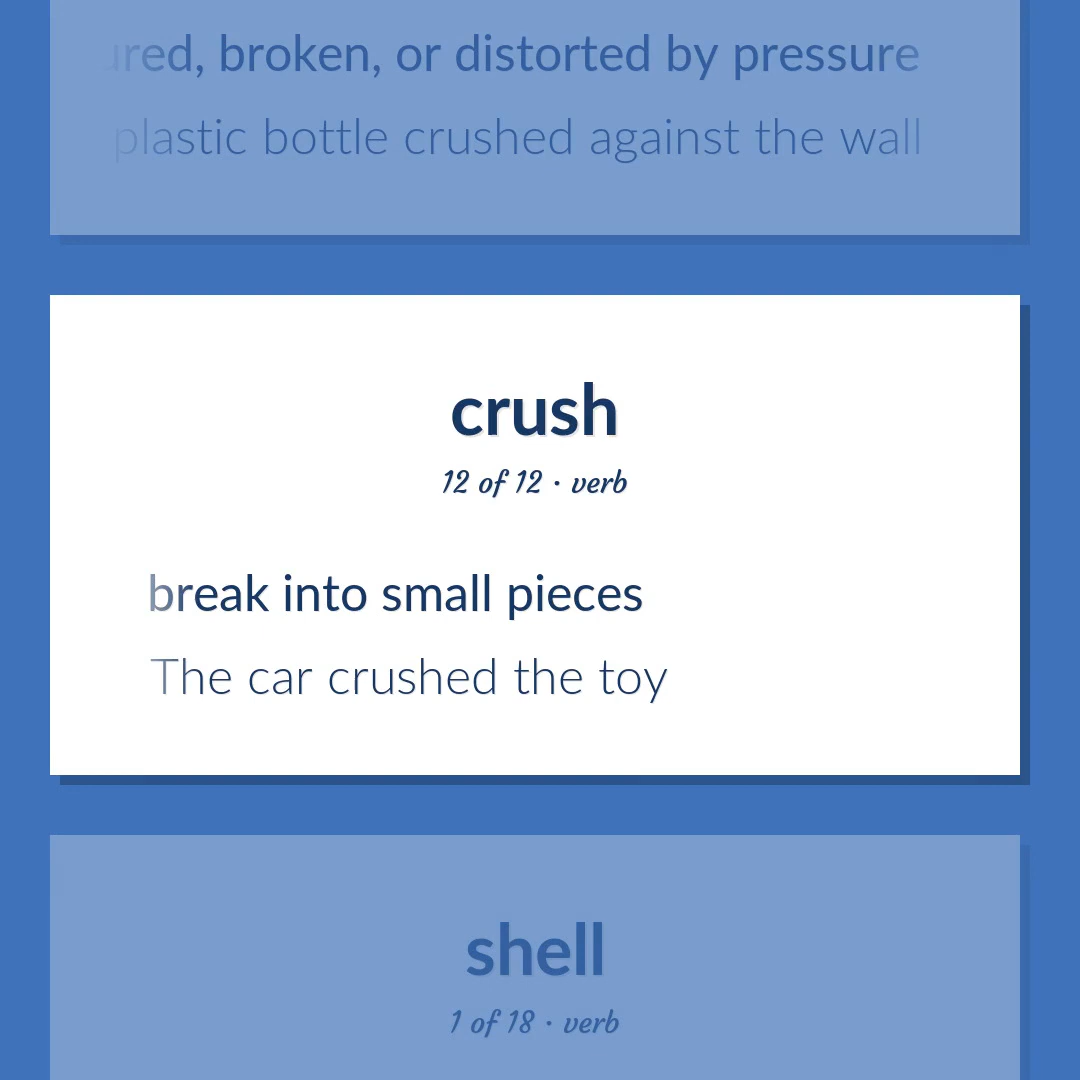 broken, or distorted by pressure
plastic bottle crushed against the wall
crush
12 of 12 · verb
break into small pieces
The car crushed the toy
shell
1 of 18 · verb